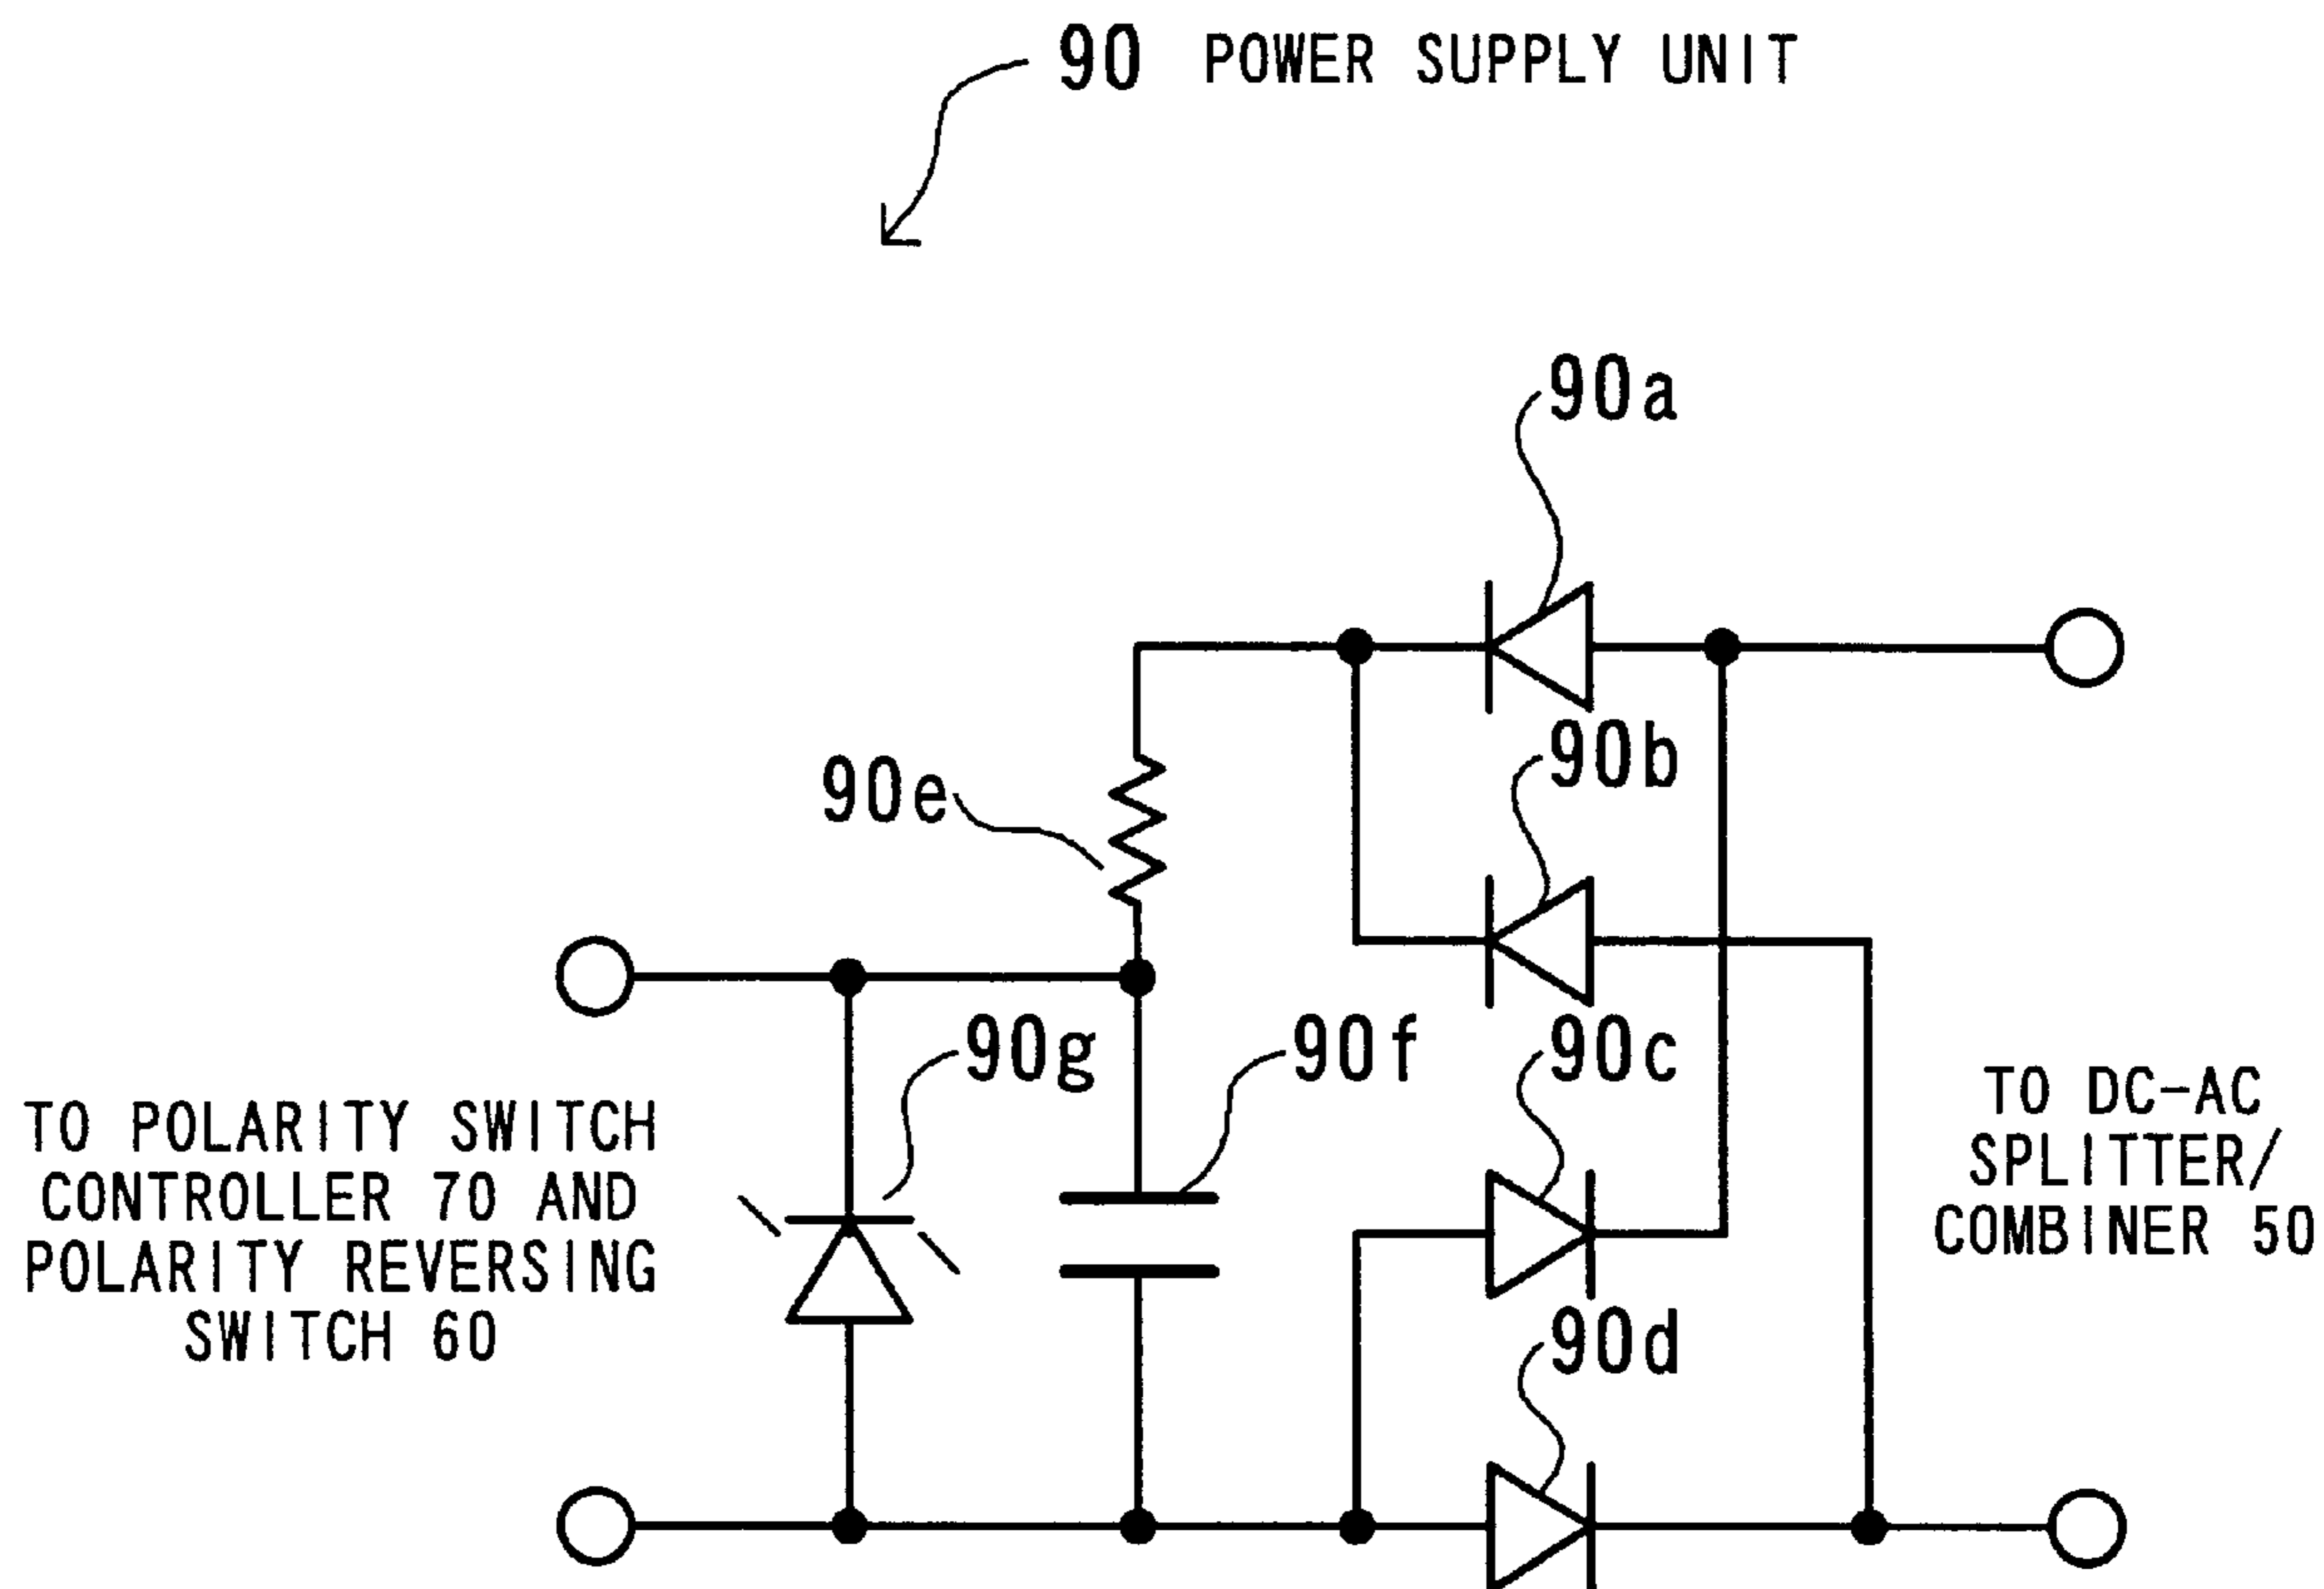 90 POWER SUPPLY UNIT
90a
90b
90e
90g
90f
90c
TO POLARITY SWITCH
CONTROLLER 70 AND
POLARITY REVERSING
SWITCH 60
TO DC-AC
SPLITTER/
COMBINER 50
90d